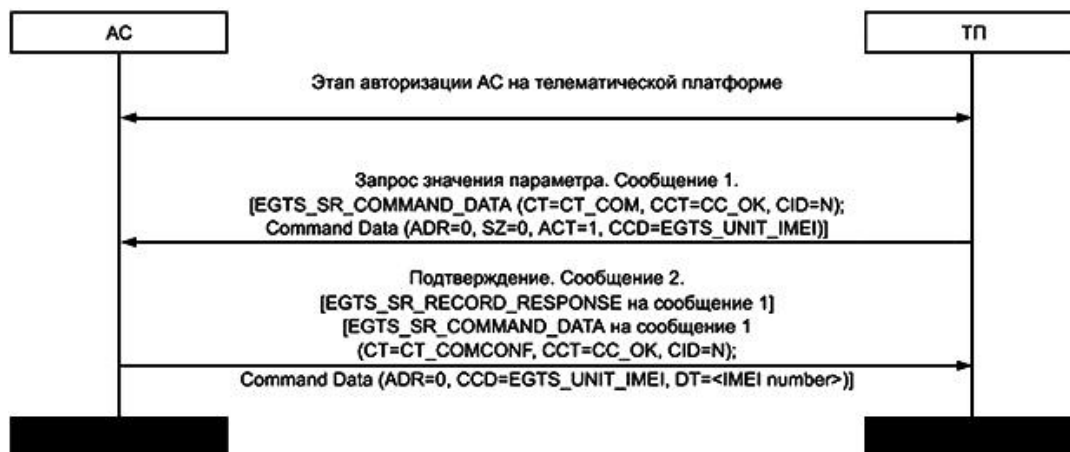 АС
ТП
Этап авторизации АС на телематической платформе
Запрос значения параметра. Сообщение 1.
[EGTS_SR_COMMAND_DATA (CT=CT_COM, CCT=CC_OK, CID=N);
Command Data (ADR=0, SZ=0, ACT=1, CCD=EGTS_UNIT_IMEI)]
Подтверждение. Сообщение 2.
[EGTS_SR_RECORD_RESPONSE на сообщение 1]
[EGTS_SR_COMMAND_DATA на сообщение 1
(CT=CT_COMCONF, CCT=CC_OK, CID=N);
Command Data (ADR=0, CCD=EGTS_UNIT_IMEI, DT=<IMEI number>)]